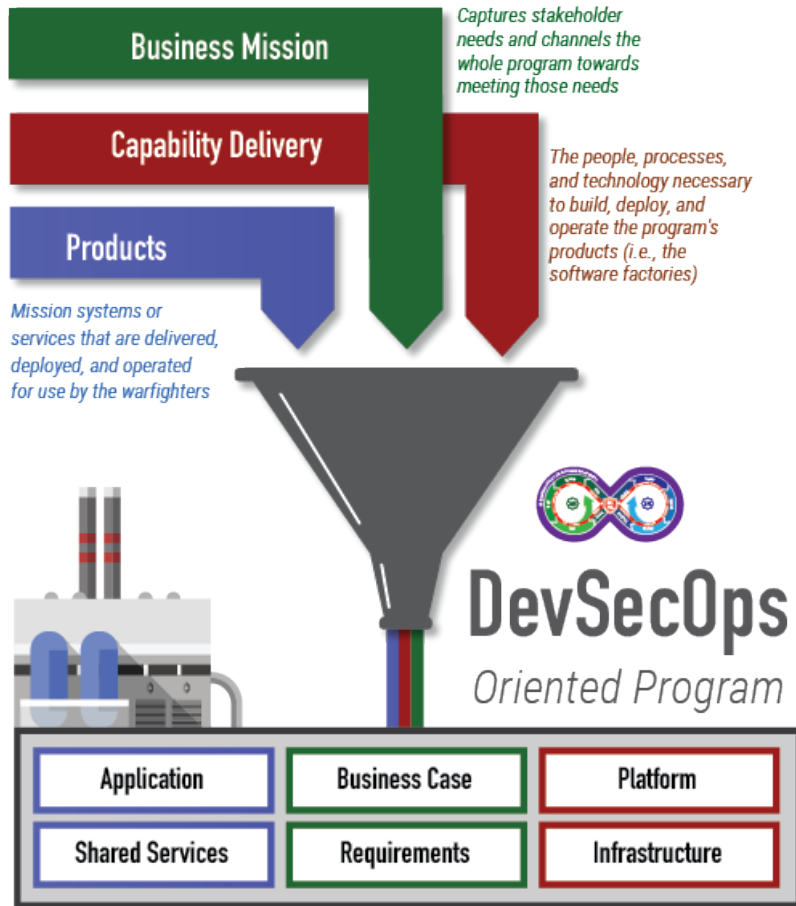 Business Mission
Captures stakeholder
needs and channels the
whole program towards
meeting those needs
Capability Delivery
The people, processes,
and technology necessary
to build, deploy, and
operate the program's
products (i.e., the
software factories)
Products
Mission systems or
services that are delivered,
deployed, and operated
for use by the warfighters
DevSecOps
Oriented Program
Application
Business Case
Platform
Shared Services
Requirements
Infrastructure